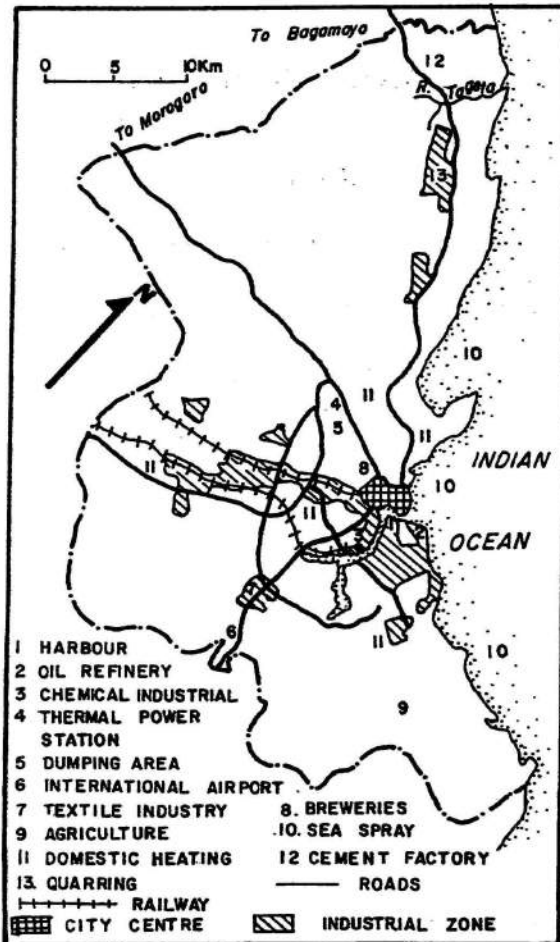 To Bagamoyo
0 5 10Km
12
R. Tageta
To Morogoro
13
N
10
4
11
5
11
8
INDIAN
11
10
11
OCEAN
6
11
10
9
1 HARBOUR
2 OIL REFINERY
3 CHEMICAL INDUSTRIAL
4 THERMAL POWER
STATION
5 DUMPING AREA
6 INTERNATIONAL AIRPORT
7 TEXTILE INDUSTRY 8. BREWERIES
9 AGRICULTURE 10. SEA SPRAY
11 DOMESTIC HEATING 12 CEMENT FACTORY
13. QUARRING
RAILWAY ROADS
CITY CENTRE INDUSTRIAL ZONE